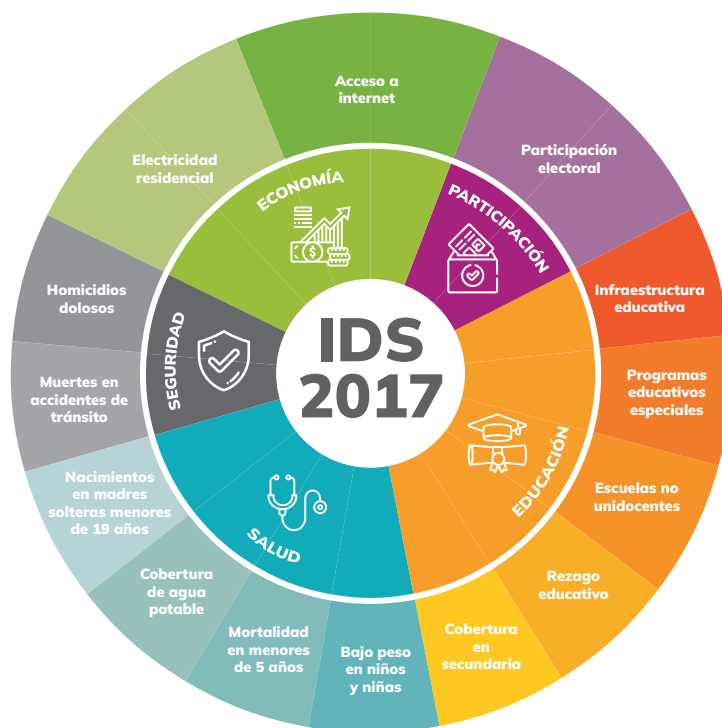 IDS
2017
ECONOMÍA
PARTICIPACIÓN
EDUCACIÓN
SALUD
SEGURIDAD
Acceso a
internet
Participación
electoral
Infraestructura
educativa
Programas
educativos
especiales
Escuelas no
unidocentes
Rezago
educativo
Cobertura
en
secundaria
Bajo peso
en niños
y niñas
Mortalidad
en menores
de 5 años
Cobertura
de agua
potable
Nacimientos
en madres
solteras menores
de 19 años
Muertes en
accidentes de
tránsito
Homicidios
dolosos
Electricidad
residencial